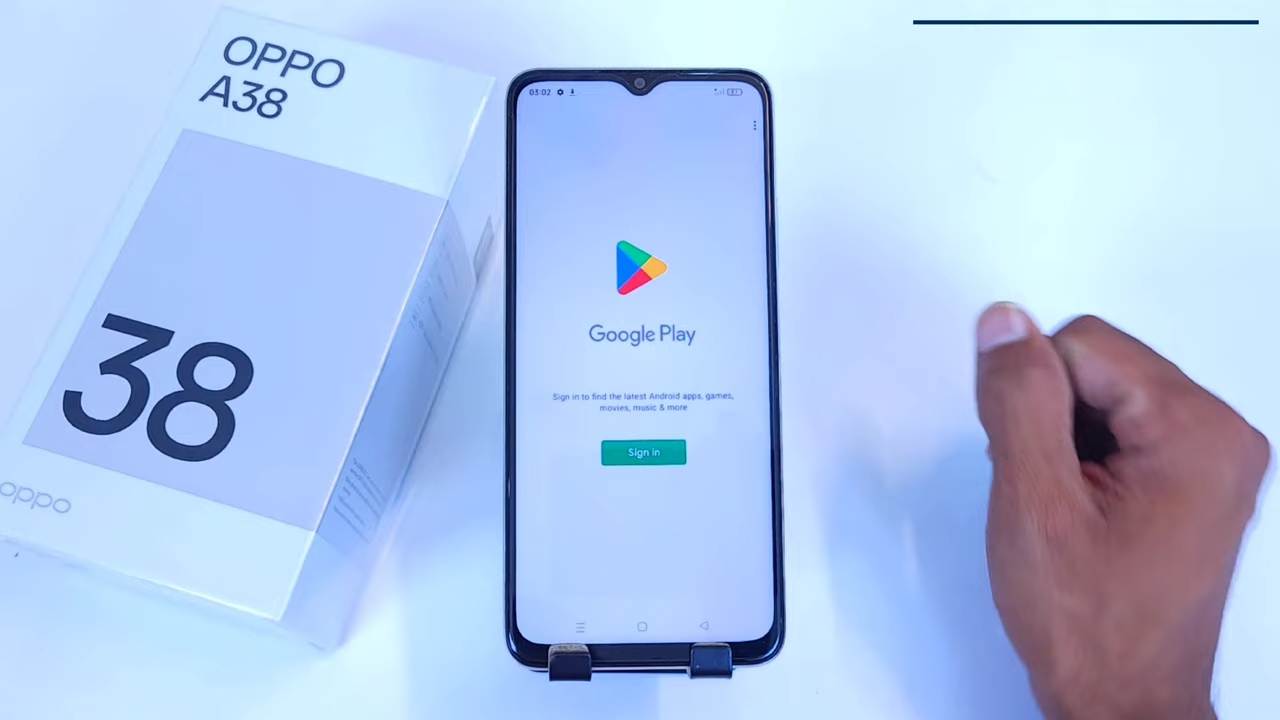 OPPO
A38
38
oppo
03:02
Google Play
Sign in to find the latest Android apps, games,
movies, music & more
Sign in